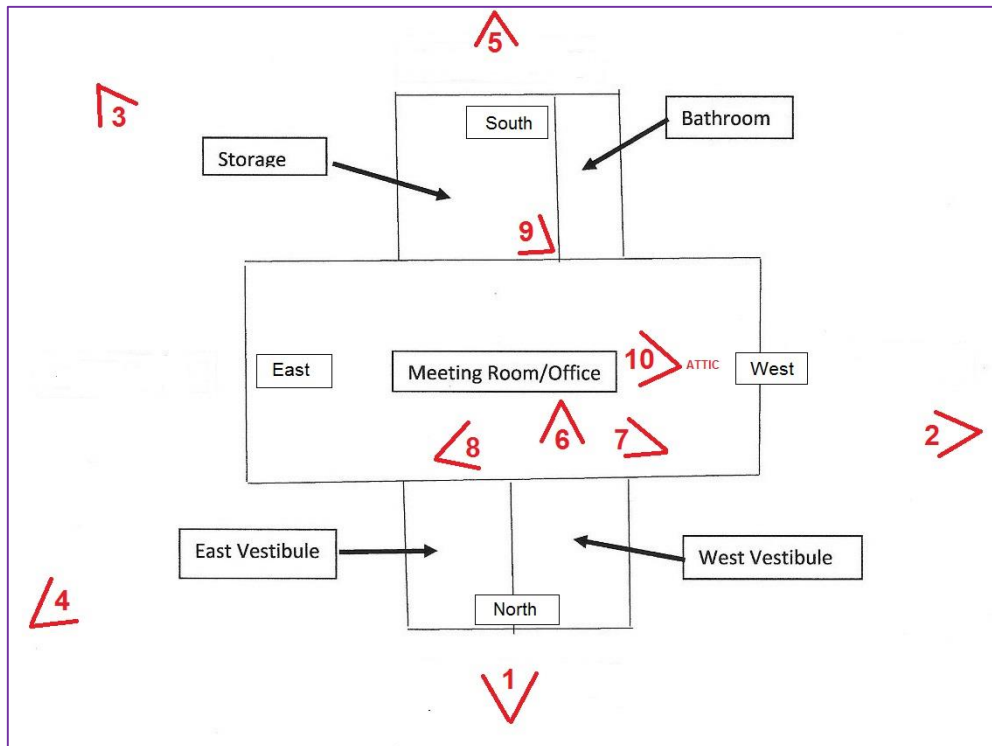 5
3
South
Bathroom
Storage
9
East
Meeting Room/Office
10
ATTIC
West
8
6
7
2
East Vestibule
West Vestibule
4
North
1